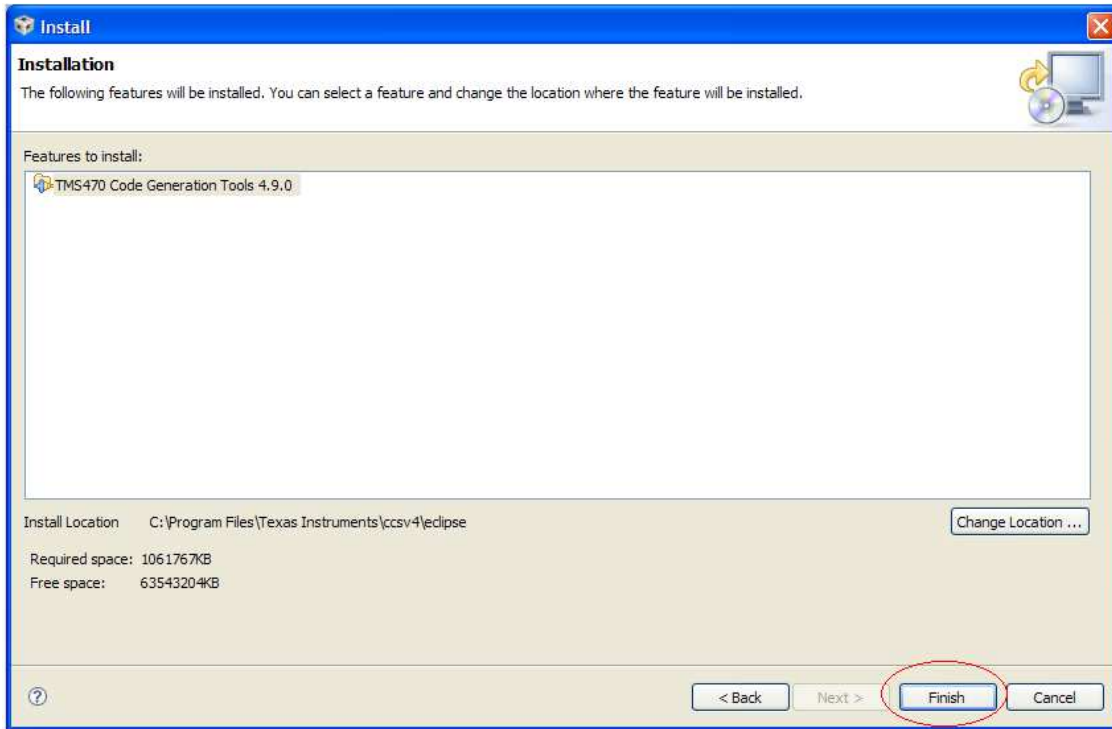 Install
Installation
The following features will be installed. You can select a feature and change the location where the feature will be installed.
Features to install:
TMS470 Code Generation Tools 4.9.0
Install Location C:\Program Files\Texas Instruments\ccsv4\eclipse
Change Location ...
Required space: 1061767KB
Free space: 63543204KB
? < Back Next > Finish Cancel